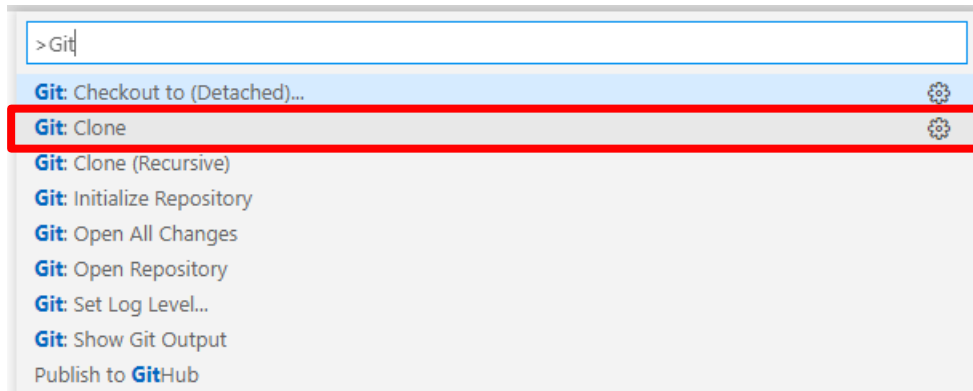 >Git
Git: Checkout to (Detached)...
Git: Clone
Git: Clone (Recursive)
Git: Initialize Repository
Git: Open All Changes
Git: Open Repository
Git: Set Log Level...
Git: Show Git Output
Publish to GitHub